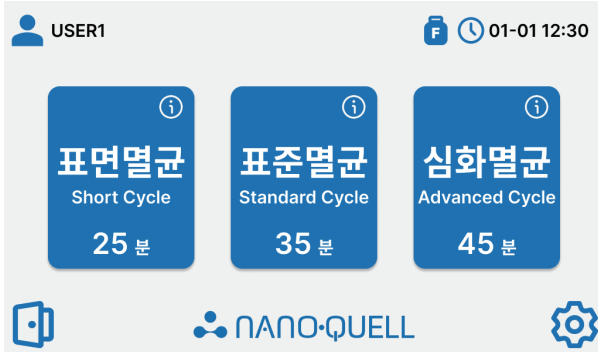 USER1
F
01-01 12:30
표면멸균
Short Cycle
25 분
표준멸균
Standard Cycle
35 분
심화멸균
Advanced Cycle
45 분
NANO·QUELL